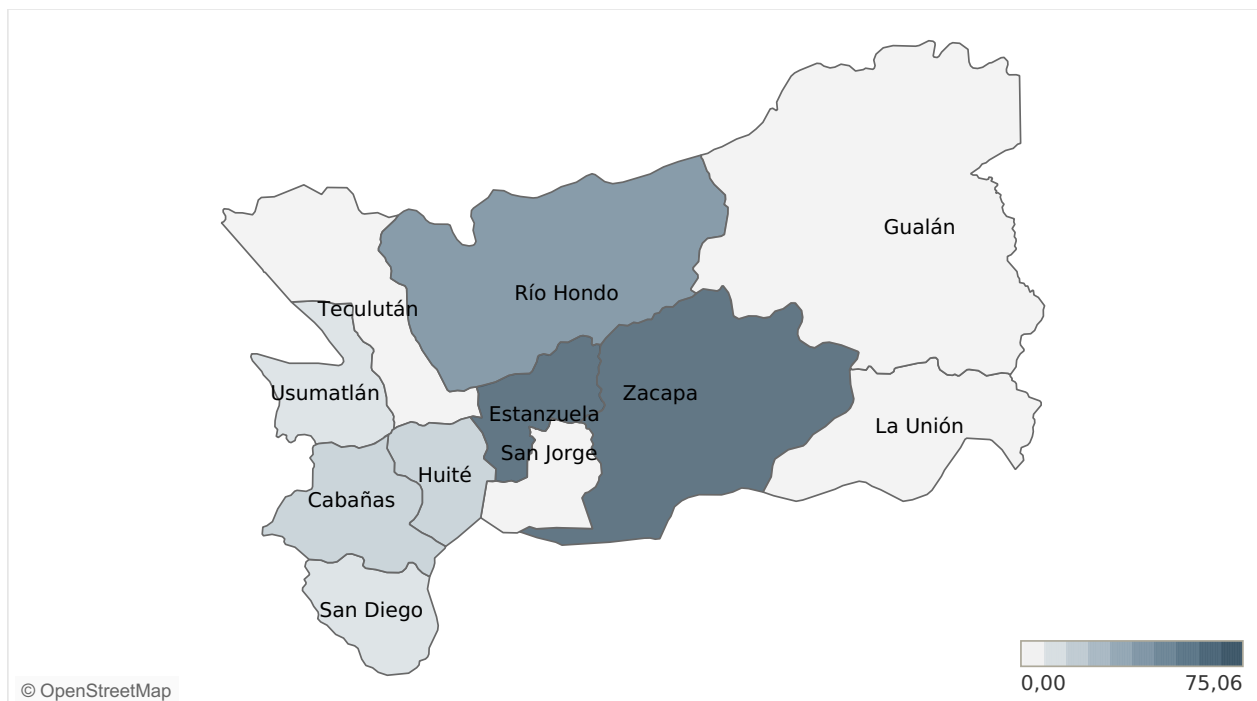 Gualán
Río Hondo
Teculután
Usumatlán
Zacapa
Estanzuela
La Unión
San Jorge
Huité
Cabañas
San Diego
0,00
75,06
© OpenStreetMap